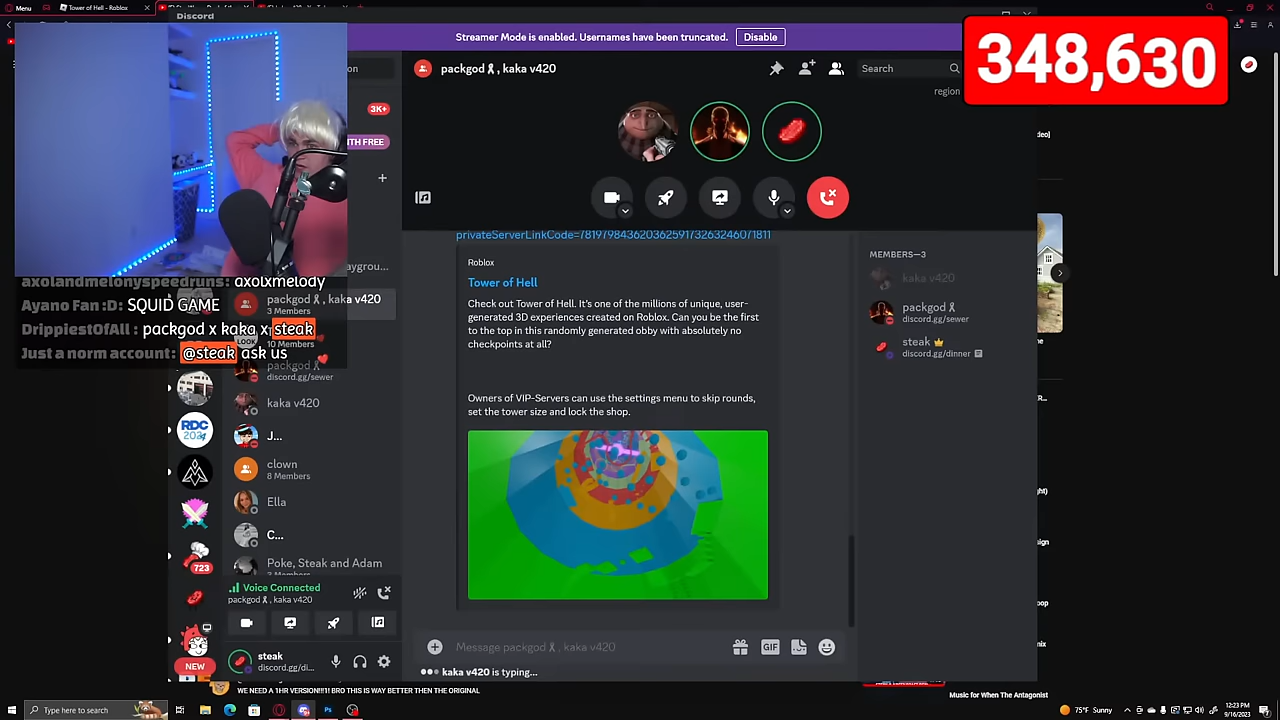 Menu
Tower of Hell - Roblox
Discord
Streamer Mode is enabled. Usernames have been truncated.
Disable
348,630
packgod🎗, kaka v420
Search
region
on
3K+
WITH FREE
privateServerLinkCode=78197984362036259173263246071811
Roblox
Tower of Hell
Check out Tower of Hell. It's one of the millions of unique, user-
generated 3D experiences created on Roblox. Can you be the
first to the top in this randomly generated obby with absolutely no
checkpoints at all?
Owners of VIP-Servers can use the settings menu to skip rounds,
set the tower size and lock the shop.
MEMBERS—3
kaka v420
packgod🎗
discord.gg/sewer
steak
discord.gg/dinner
axolandmelonyspeedruns: axolxmelody
Ayano Fan :D: SQUID GAME
DrippiestOfAll : packgod x kaka x steak
Just a norm account: @steak ask us
aygrou...
packgod🎗, kaka v420
3 Members
LOOK
10 Members
packgod🎗
discord.gg/sewer
kaka v420
RDC
2024
J...
clown
8 Members
Ella
C...
723
Poke, Steak and Adam
3 Members
Voice Connected
packgod🎗, kaka v420
steak
discord.gg/di...
NEW
Message packgod🎗, kaka v420
GIF
kaka v420 is typing...
WE NEED A 1HR VERSION!!!1! BRO THIS WAY BETTER THEN THE ORIGINAL
Music for When The Antagonist
Type here to search
75°F Sunny
12:23 PM
9/16/2023